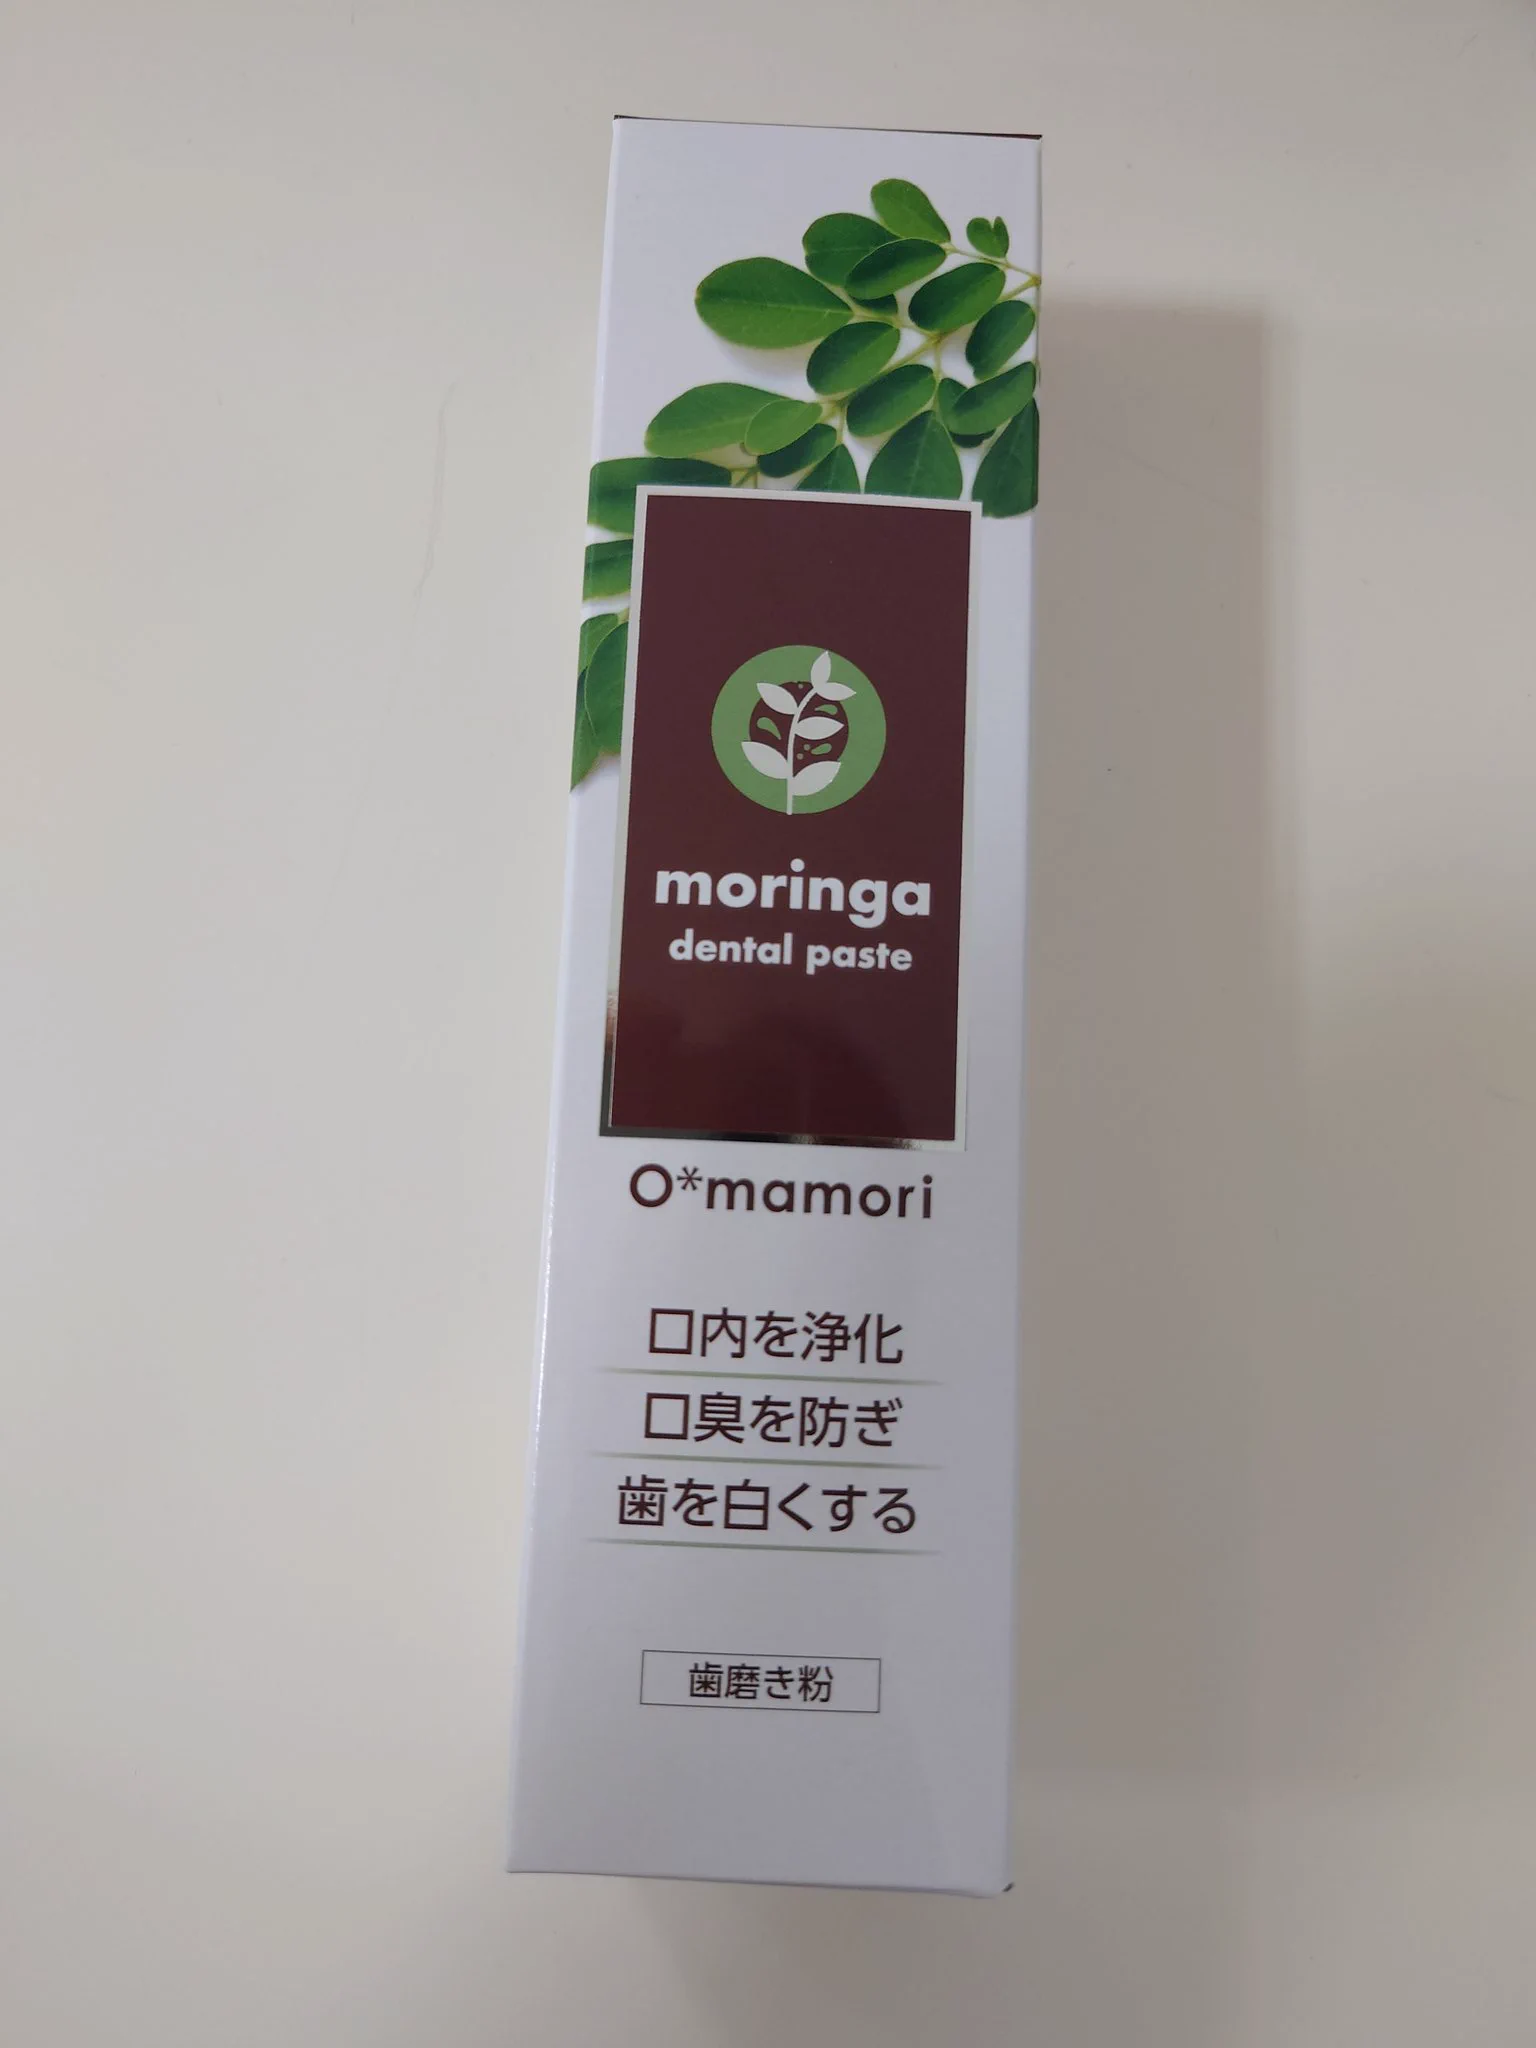 moringa
dental paste
O*mamori
口内を浄化
口臭を防ぎ
歯を白くする
歯磨き粉